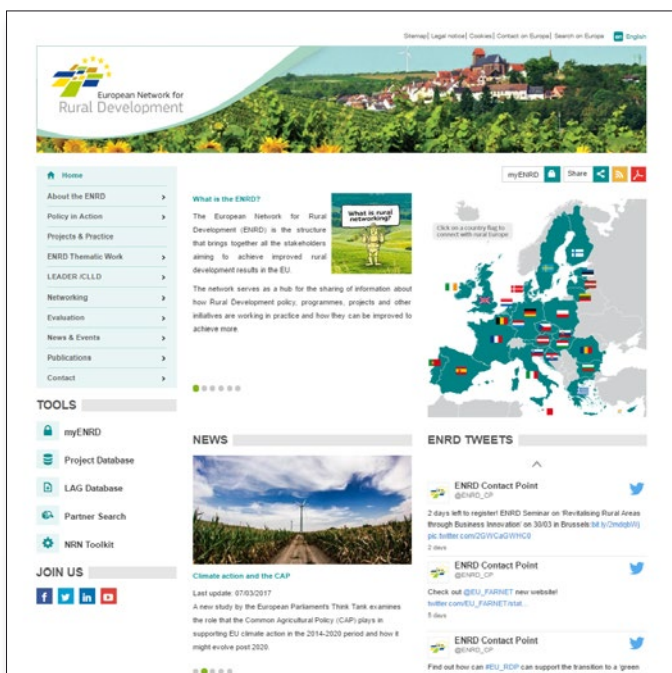 Sitemap| Legal notice| Cookies| Contact on Europa| Search on Europa en English
European Network for
Rural Development
Home
About the ENRD
Policy in Action
Projects & Practice
ENRD Thematic Work
LEADER /CLLD
Networking
Evaluation
News & Events
Publications
Contact
TOOLS
myENRD
Project Database
LAG Database
Partner Search
NRN Toolkit
JOIN US
What is the ENRD?
The European Network for Rural
Development (ENRD) is the structure
that brings together all the stakeholders
aiming to achieve improved rural
development results in the EU.
The network serves as a hub for the sharing of information about
how Rural Development policy, programmes, projects and other
initiatives are working in practice and how they can be improved to
achieve more.
What is rural
networking?
NEWS
Climate action and the CAP
Last update: 07/03/2017
A new study by the European Parliament's Think Tank examines
the role that the Common Agricultural Policy (CAP) plays in
supporting EU climate action in the 2014-2020 period and how it
might evolve post 2020.
myENRD Share
Click on a country flag to
connect with rural Europe
ENRD TWEETS
ENRD Contact Point
@ENRD_CP
2 days left to register! ENRD Seminar on 'Revitalising Rural Areas
through Business Innovation' on 30/03 in Brussels
pic.twitter.com/2GWCaGWHC0
2 days
ENRD Contact Point
@ENRD_CP
Check out @EU_FARNET new website!
twitter.com/EU_FARNET/stat...
5 days
ENRD Contact Point
@ENRD_CP
Find out how can #EU_RDP can support the transition to a 'green